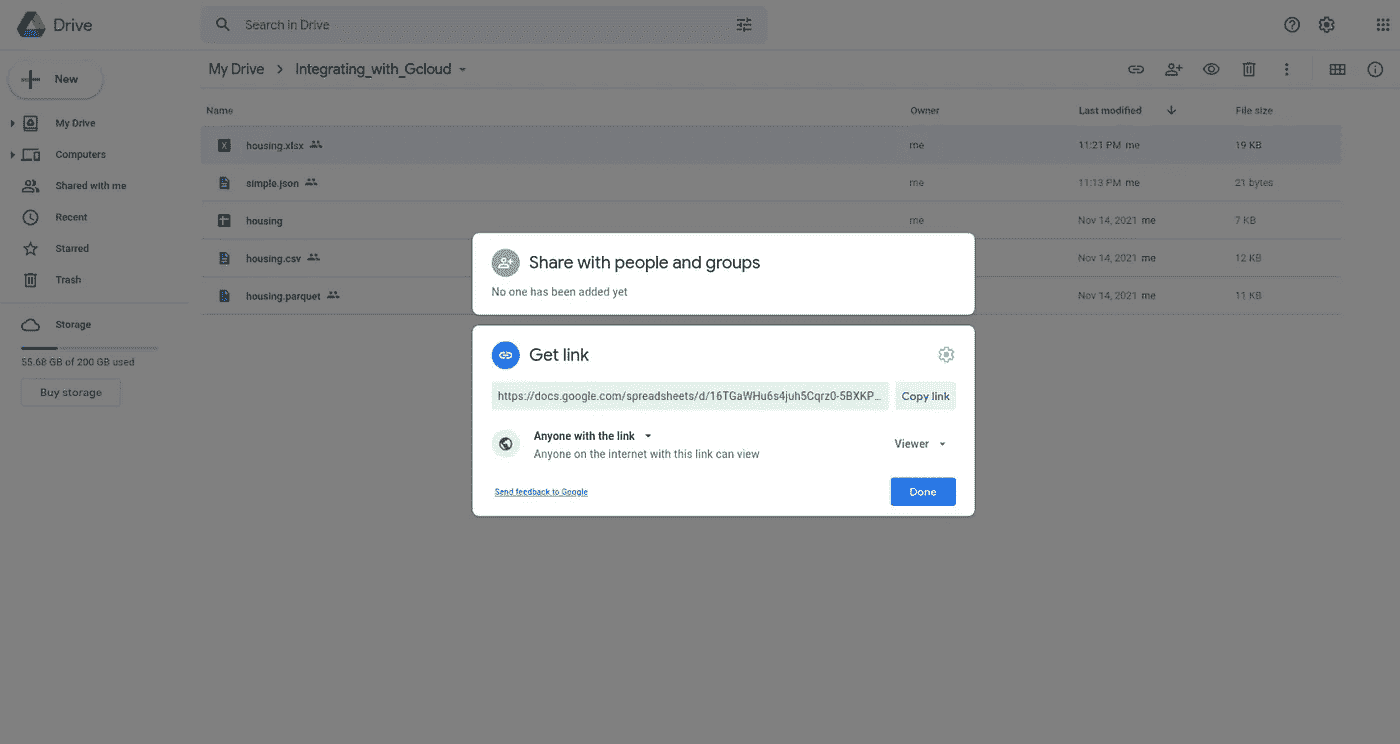 Drive
Search in Drive
New
My Drive > Integrating_with_Gcloud
Name Owner Last modified File size
My Drive
Computers
Shared with me
Recent
Starred
Trash
Storage
55.68 GB of 200 GB used
Buy storage
housing.xlsx me 11:21 PM me 19 KB
simple.json me 11:13 PM me 21 bytes
housing me Nov 14, 2021 me 7 KB
housing.csv Nov 14, 2021 me 12 KB
housing.parquet Nov 14, 2021 me 11 KB
Share with people and groups
No one has been added yet
Get link
https://docs.google.com/spreadsheets/d/16TGaWHu6s4juh5Cqrz0-5BXKP... Copy link
Anyone with the link
Anyone on the internet with this link can view
Viewer
Send feedback to Google
Done